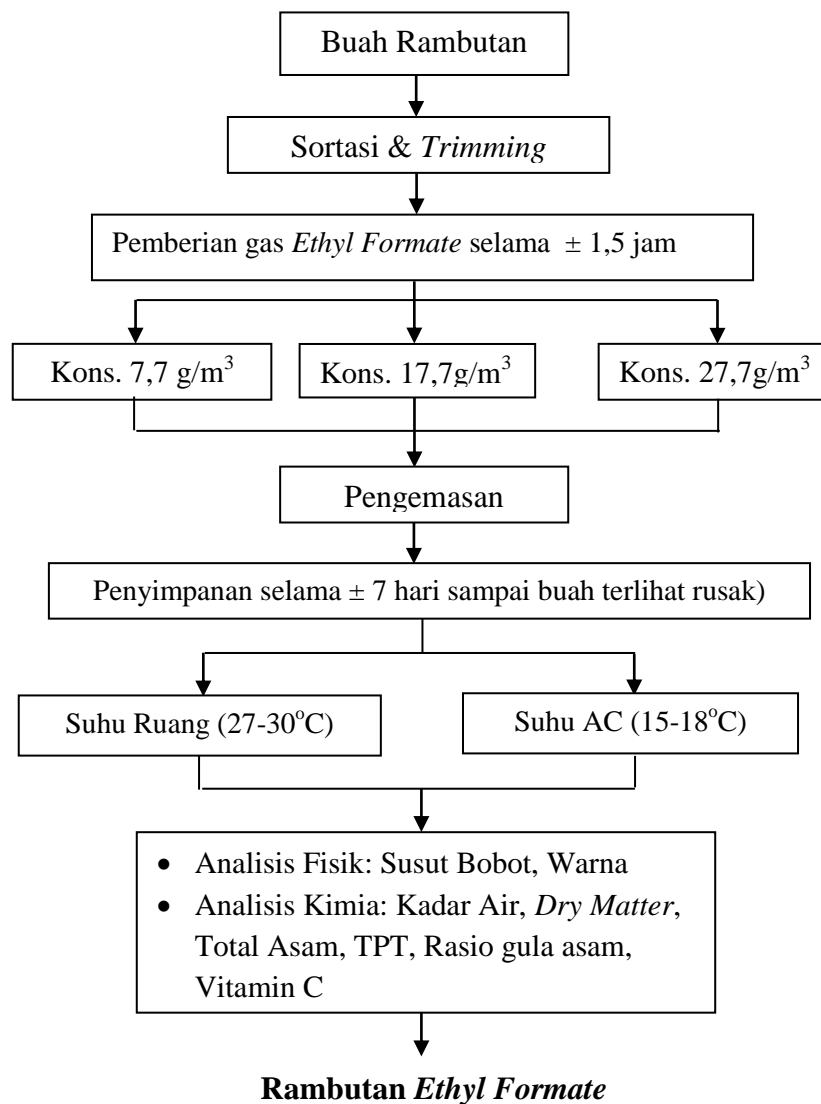 Buah Rambutan
Sortasi & Trimming
Pemberian gas Ethyl Formate selama ± 1,5 jam
Kons. 7,7 g/m³
Kons. 17,7g/m³
Kons. 27,7g/m³
Pengemasan
Penyimpanan selama ± 7 hari sampai buah terlihat rusak)
Suhu Ruang (27-30°C)
Suhu AC (15-18°C)
• Analisis Fisik: Susut Bobot, Warna
• Analisis Kimia: Kadar Air, Dry Matter,
Total Asam, TPT, Rasio gula asam,
Vitamin C
Rambutan Ethyl Formate